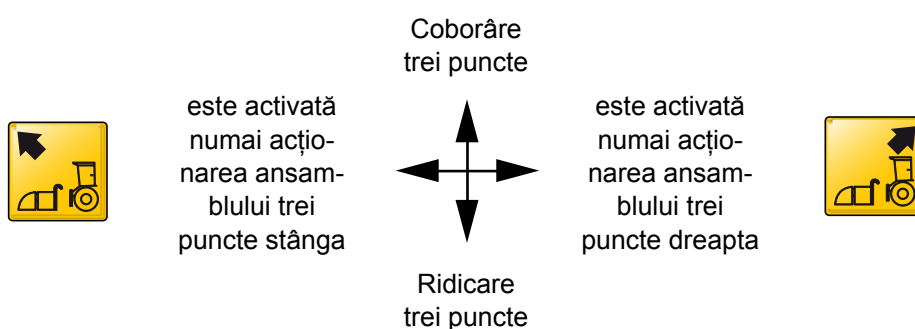 Coborâre
trei puncte
este activată
numai acțio-
narea ansam-
blului trei
puncte stânga
este activată
numai acțio-
narea ansam-
blului trei
puncte dreapta
Ridicare
trei puncte